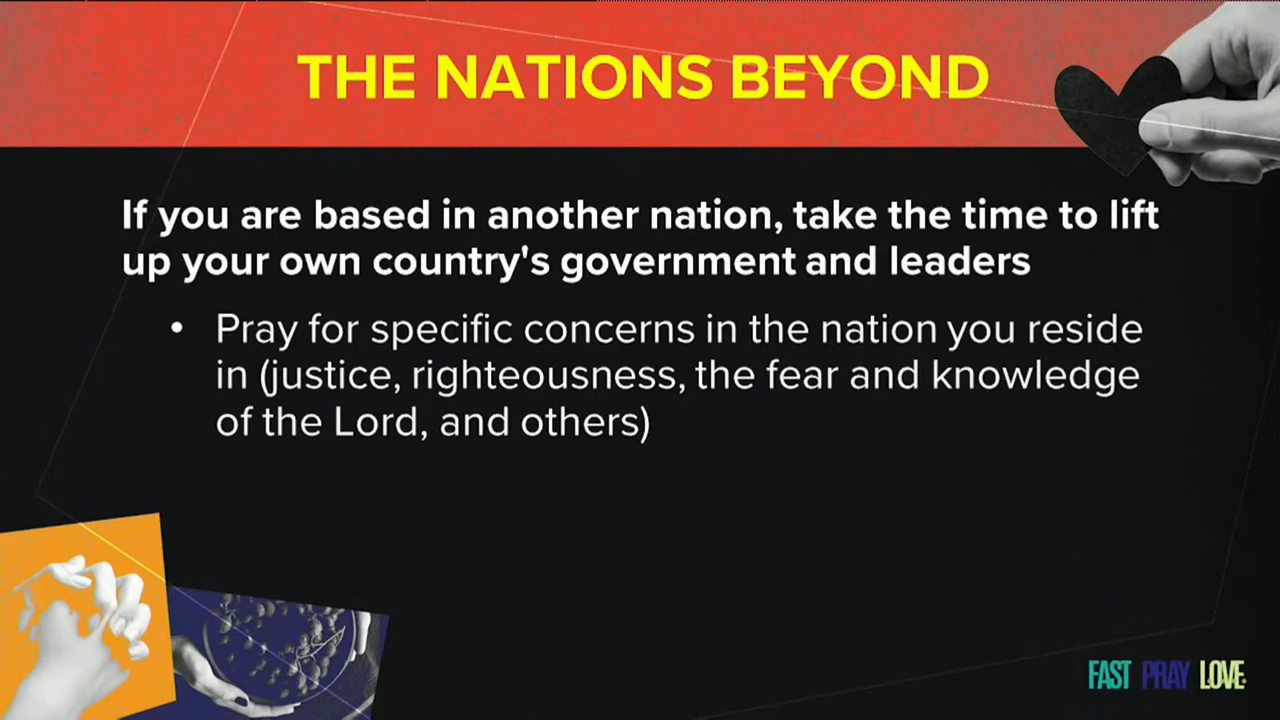 THE NATIONS BEYOND
If you are based in another nation, take the time to lift
up your own country's government and leaders
• Pray for specific concerns in the nation you reside
in (justice, righteousness, the fear and knowledge
of the Lord, and others)
FAST PRAY LOVE